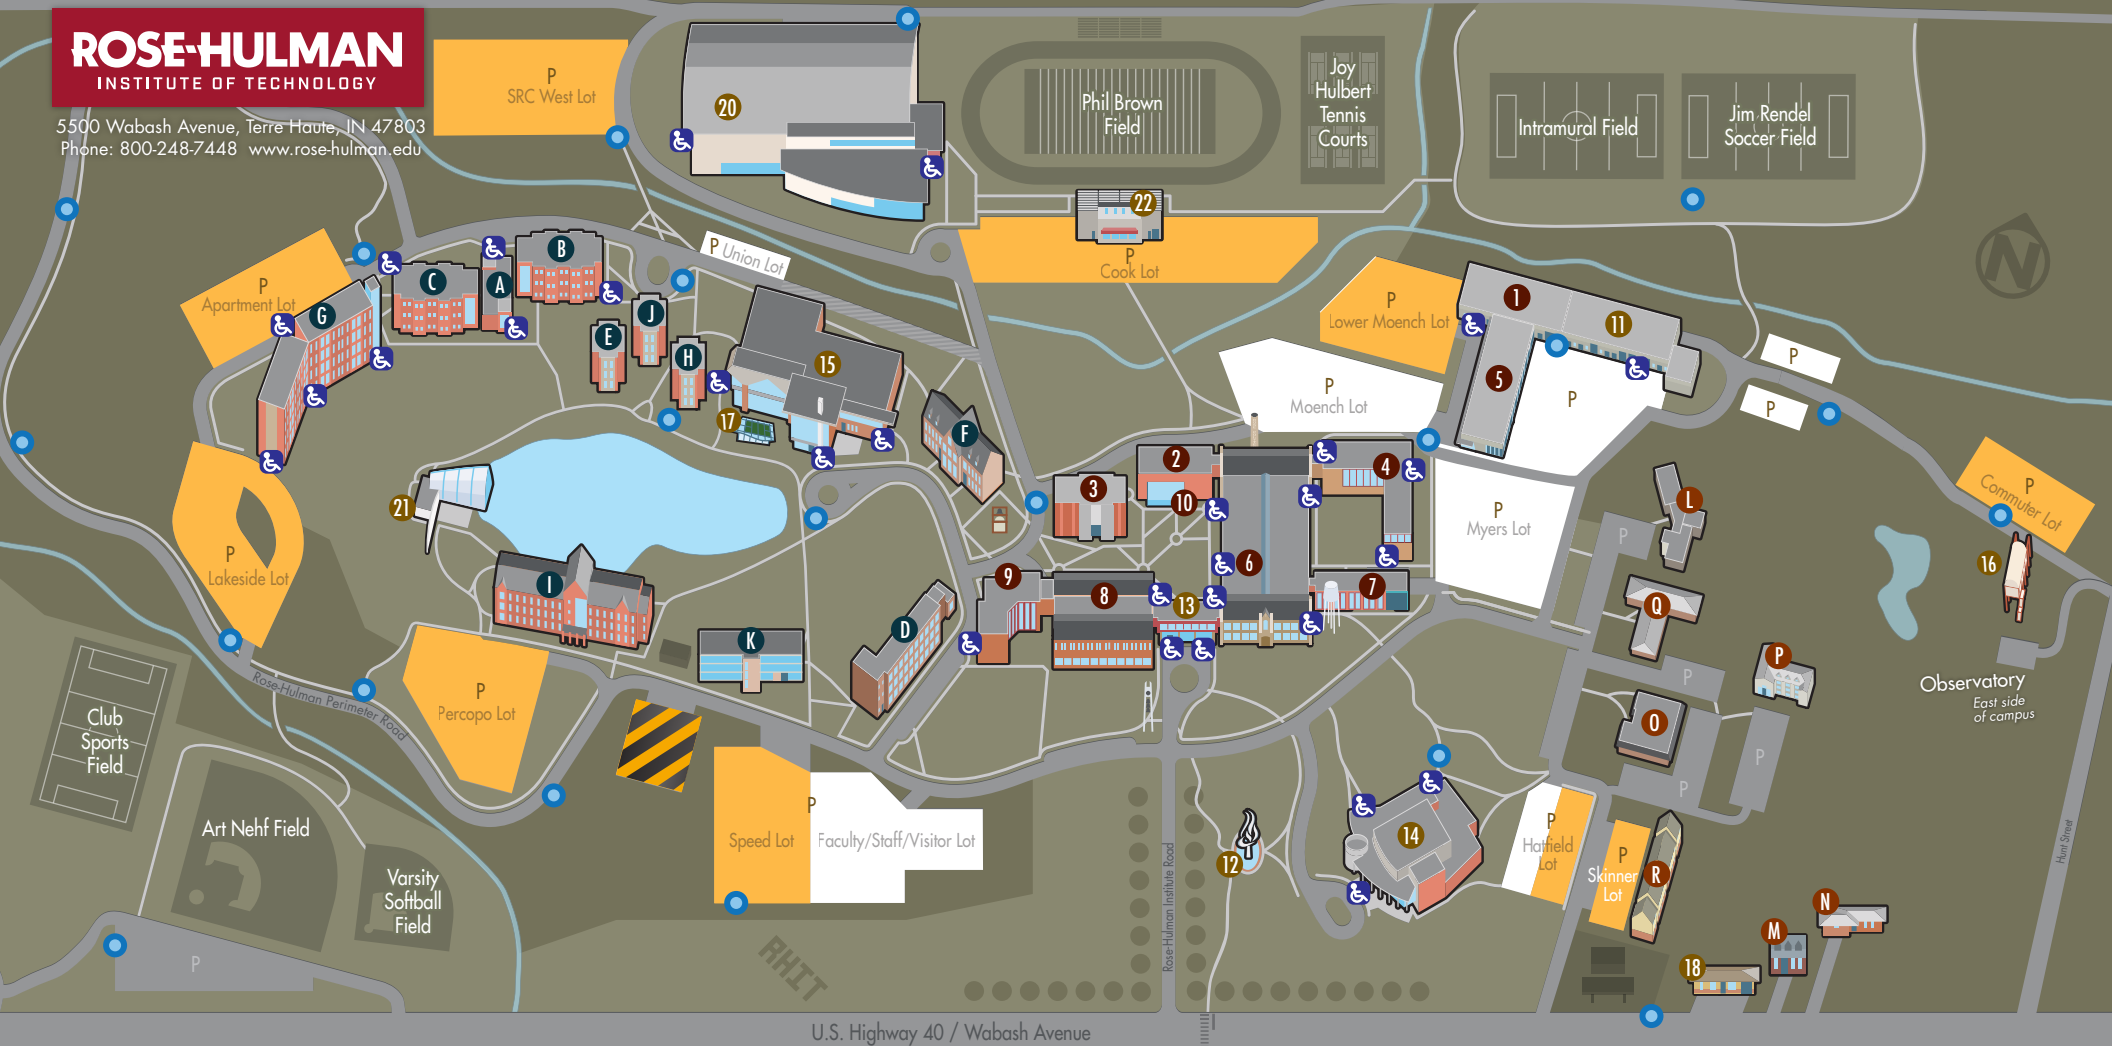 ROSE-HULMAN
INSTITUTE OF TECHNOLOGY
5500 Wabash Avenue, Terre Haute, IN 47803
Phone: 800-248-7448 www.rose-hulman.edu
P
SRC West Lot
20
Phil Brown
Field
Joy
Hulbert
Tennis
Courts
Intramural Field
Jim Rendel
Soccer Field
N
22
P
Cook Lot
P Union Lot
P
Apartment Lot
G
C
A
B
E
J
H
15
17
F
P
Lower Moench Lot
1
11
5
P
P
P
P
Moench Lot
P
Myers Lot
2
3
10
4
6
7
9
8
13
21
P
Lakeside Lot
I
K
D
L
Q
P
O
P
P
P
P
P
Commuter Lot
16
Observatory
East side
of campus
Rose-Hulman Perimeter Road
P
Percopo Lot
Club
Sports
Field
Art Nehf Field
Varsity
Softball
Field
P
P
Speed Lot
Faculty/Staff/Visitor Lot
RHIT
Rose-Hulman Institute Road
12
14
P
Hatfield
Lot
P
Skinner
Lot
R
N
M
18
Hunt Street
U.S. Highway 40 / Wabash Avenue